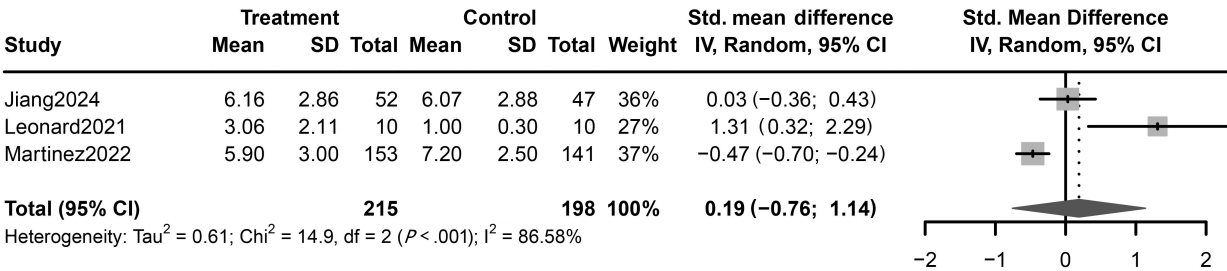 Treatment Control Std. mean difference Std. Mean Difference
Study Mean SD Total Mean SD Total Weight IV, Random, 95% CI IV, Random, 95% CI
Jiang2024 6.16 2.86 52 6.07 2.88 47 36% 0.03 (−0.36; 0.43)
Leonard2021 3.06 2.11 10 1.00 0.30 10 27% 1.31 (0.32; 2.29)
Martinez2022 5.90 3.00 153 7.20 2.50 141 37% −0.47 (−0.70; −0.24)
Total (95% CI) 215 198 100% 0.19 (−0.76; 1.14)
Heterogeneity: Tau² = 0.61; Chi² = 14.9, df = 2 (P < .001); I² = 86.58%
−2 −1 0 1 2